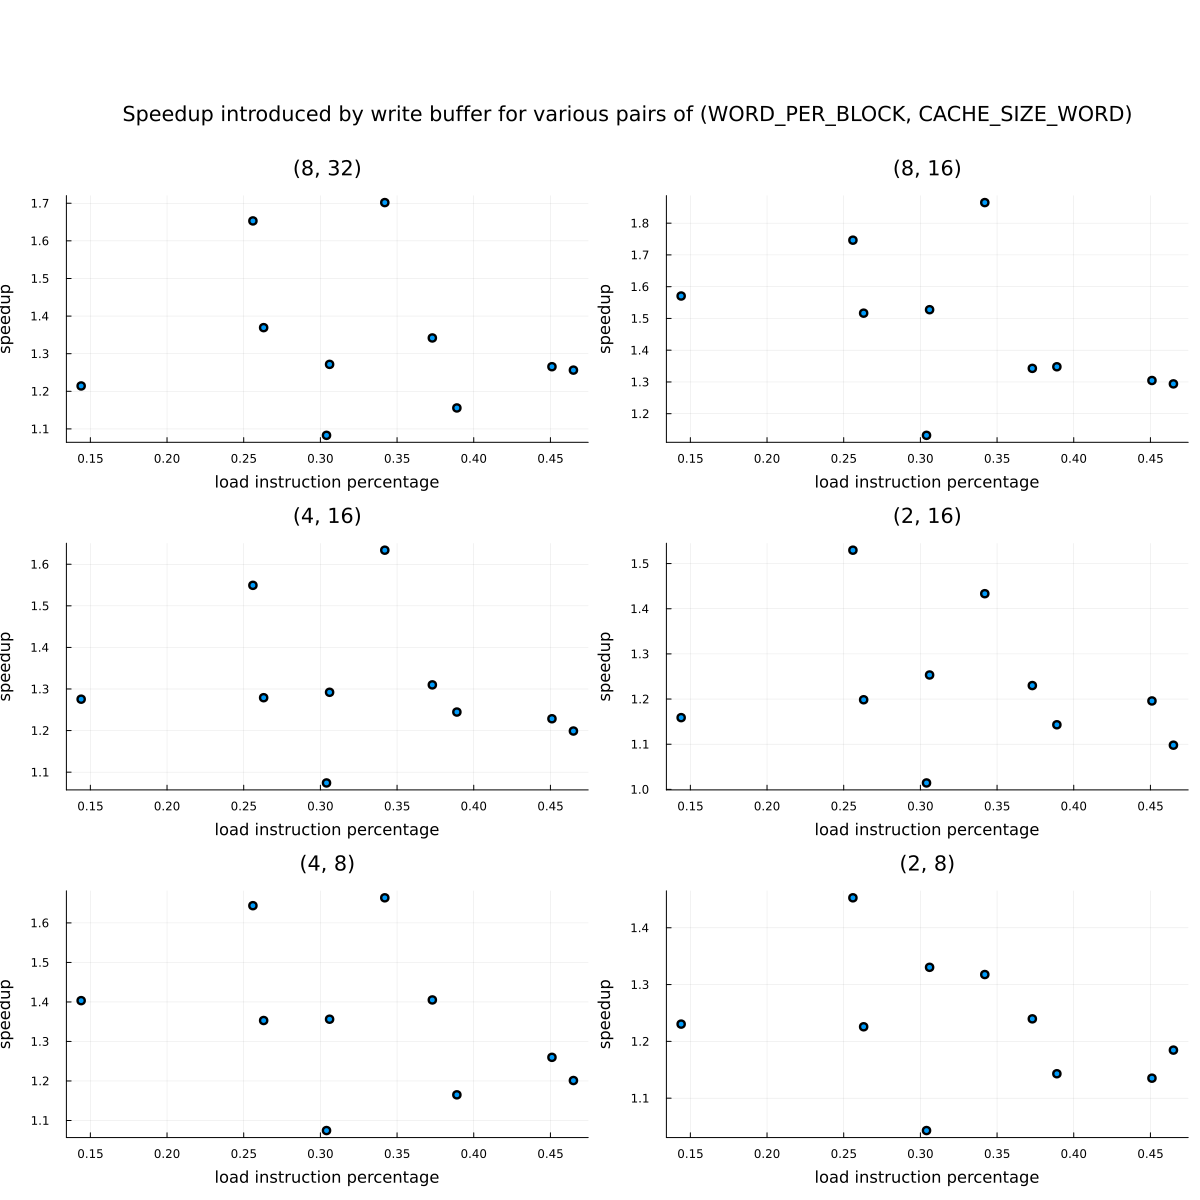 Speedup introduced by write buffer for various pairs of (WORD_PER_BLOCK, CACHE_SIZE_WORD)
(8, 32)
speedup
1.7
1.6
1.5
1.4
1.3
1.2
1.1
0.15 0.20 0.25 0.30 0.35 0.40 0.45
load instruction percentage
(8, 16)
speedup
1.8
1.7
1.6
1.5
1.4
1.3
1.2
0.15 0.20 0.25 0.30 0.35 0.40 0.45
load instruction percentage
(4, 16)
speedup
1.6
1.5
1.4
1.3
1.2
1.1
0.15 0.20 0.25 0.30 0.35 0.40 0.45
load instruction percentage
(2, 16)
speedup
1.5
1.4
1.3
1.2
1.1
1.0
0.15 0.20 0.25 0.30 0.35 0.40 0.45
load instruction percentage
(4, 8)
speedup
1.6
1.5
1.4
1.3
1.2
1.1
0.15 0.20 0.25 0.30 0.35 0.40 0.45
load instruction percentage
(2, 8)
speedup
1.4
1.3
1.2
1.1
0.15 0.20 0.25 0.30 0.35 0.40 0.45
load instruction percentage